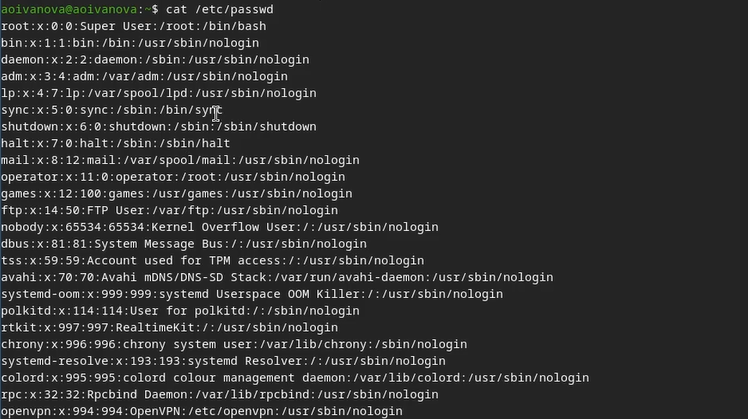 aoivanova@aoivanova:~$ cat /etc/passwd
root:x:0:0:Super User:/root:/bin/bash
bin:x:1:1:bin:/bin:/usr/sbin/nologin
daemon:x:2:2:daemon:/sbin:/usr/sbin/nologin
adm:x:3:4:adm:/var/adm:/usr/sbin/nologin
lp:x:4:7:lp:/var/spool/lpd:/usr/sbin/nologin
sync:x:5:0:sync:/sbin:/bin/sync
shutdown:x:6:0:shutdown:/sbin:/sbin/shutdown
halt:x:7:0:halt:/sbin:/sbin/halt
mail:x:8:12:mail:/var/spool/mail:/usr/sbin/nologin
operator:x:11:0:operator:/root:/usr/sbin/nologin
games:x:12:100:games:/usr/games:/usr/sbin/nologin
ftp:x:14:50:FTP User:/var/ftp:/usr/sbin/nologin
nobody:x:65534:65534:Kernel Overflow User:/:/usr/sbin/nologin
dbus:x:81:81:System Message Bus:/:/usr/sbin/nologin
tss:x:59:59:Account used for TPM access:/:/usr/sbin/nologin
avahi:x:70:70:Avahi mDNS/DNS-SD Stack:/var/run/avahi-daemon:/usr/sbin/nologin
systemd-oom:x:999:999:systemd Userspace OOM Killer:/:/usr/sbin/nologin
polkitd:x:114:114:User for polkitd:/:/sbin/nologin
rtkit:x:997:997:RealtimeKit:/:/usr/sbin/nologin
chrony:x:996:996:chrony system user:/var/lib/chrony:/sbin/nologin
systemd-resolve:x:193:193:systemd Resolver:/:/usr/sbin/nologin
colord:x:995:995:colord colour management daemon:/var/lib/colord:/usr/sbin/nologin
rpc:x:32:32:Rpcbind Daemon:/var/lib/rpcbind:/usr/sbin/nologin
openvpn:x:994:994:OpenVPN:/etc/openvpn:/usr/sbin/nologin